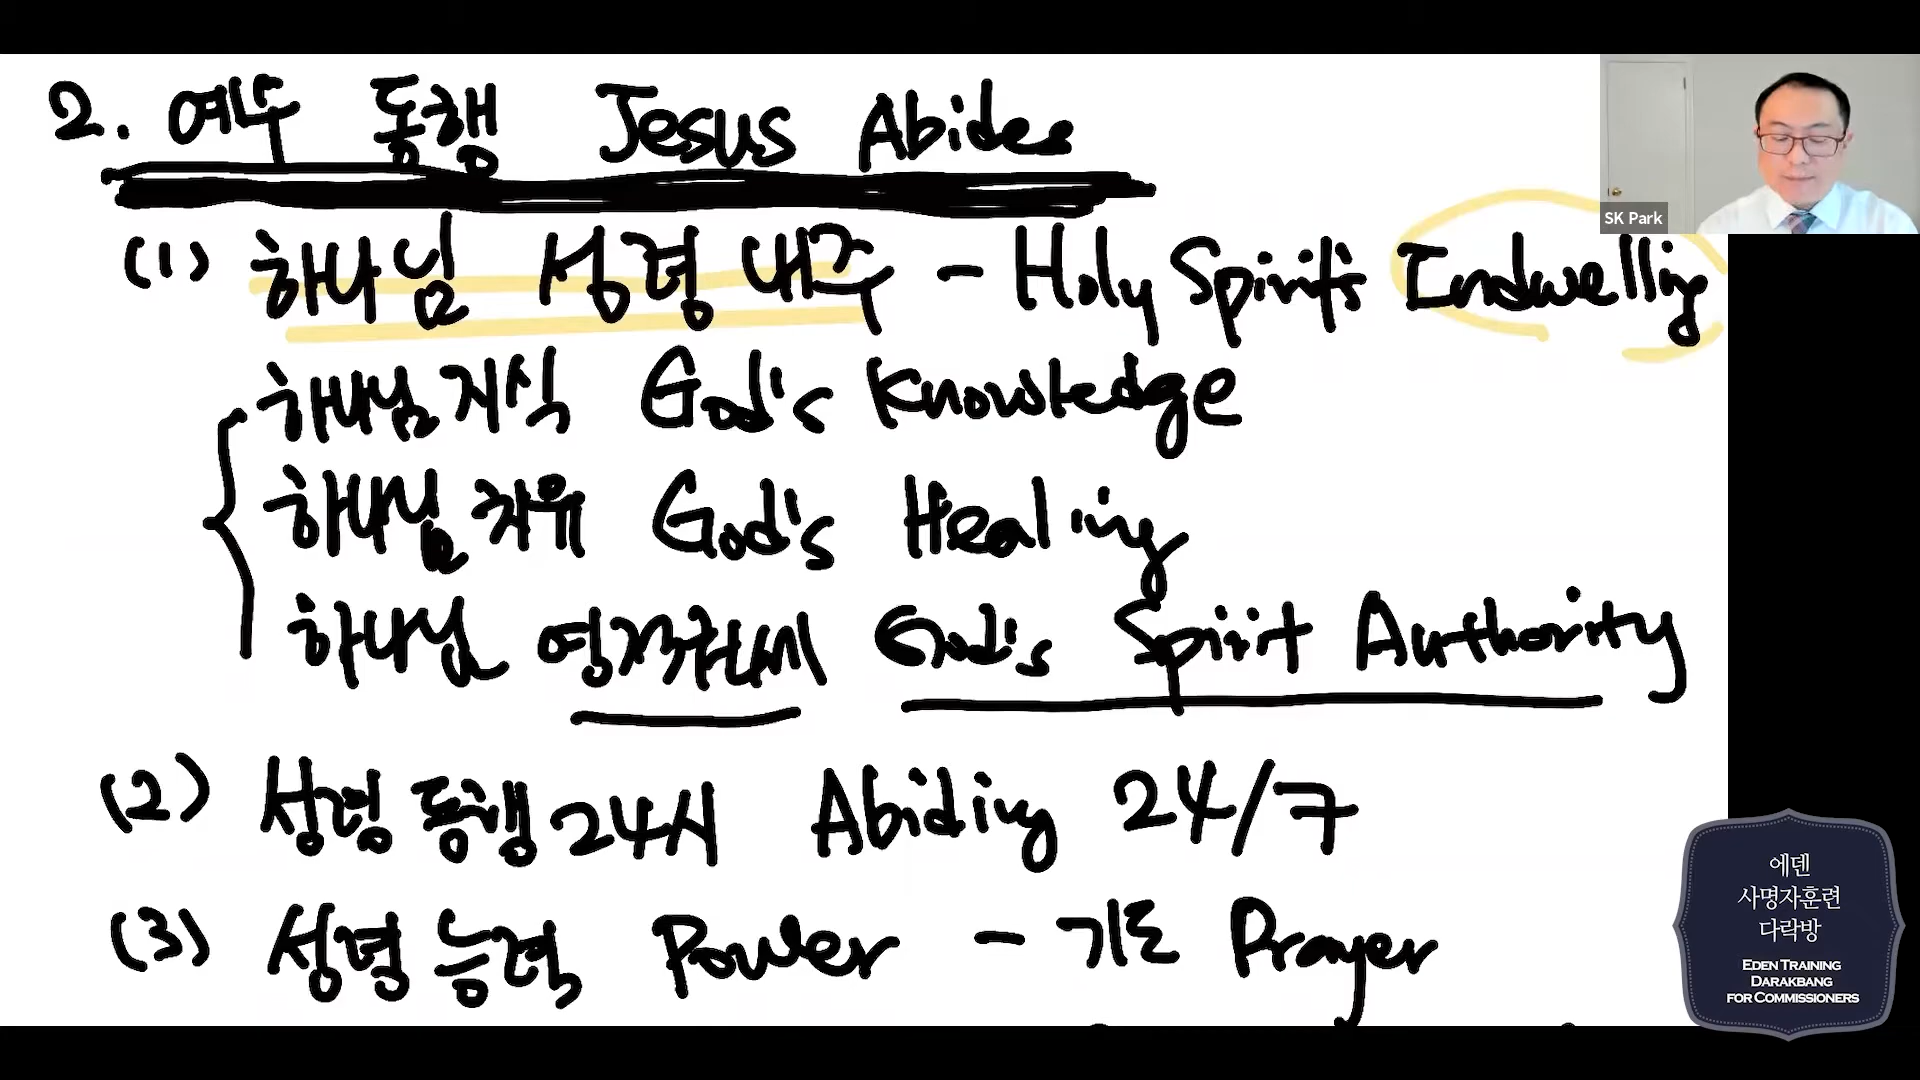 2. 예수 동행 Jesus Abides
SK Park
(1) 하나님 성령 내주 - Holy Spirit's Indwelling
하나님 지식 God's Knowledge
하나님 치유 God's Healing
하나님 영적권세 God's Spirit Authority
(2) 성령 동행 24시 Abiding 24/7
(3) 성령 능력 Power - 기도 Prayer
에덴
사명자훈련
다락방
EDEN TRAINING
DARAKBANG
FOR COMMISSIONERS